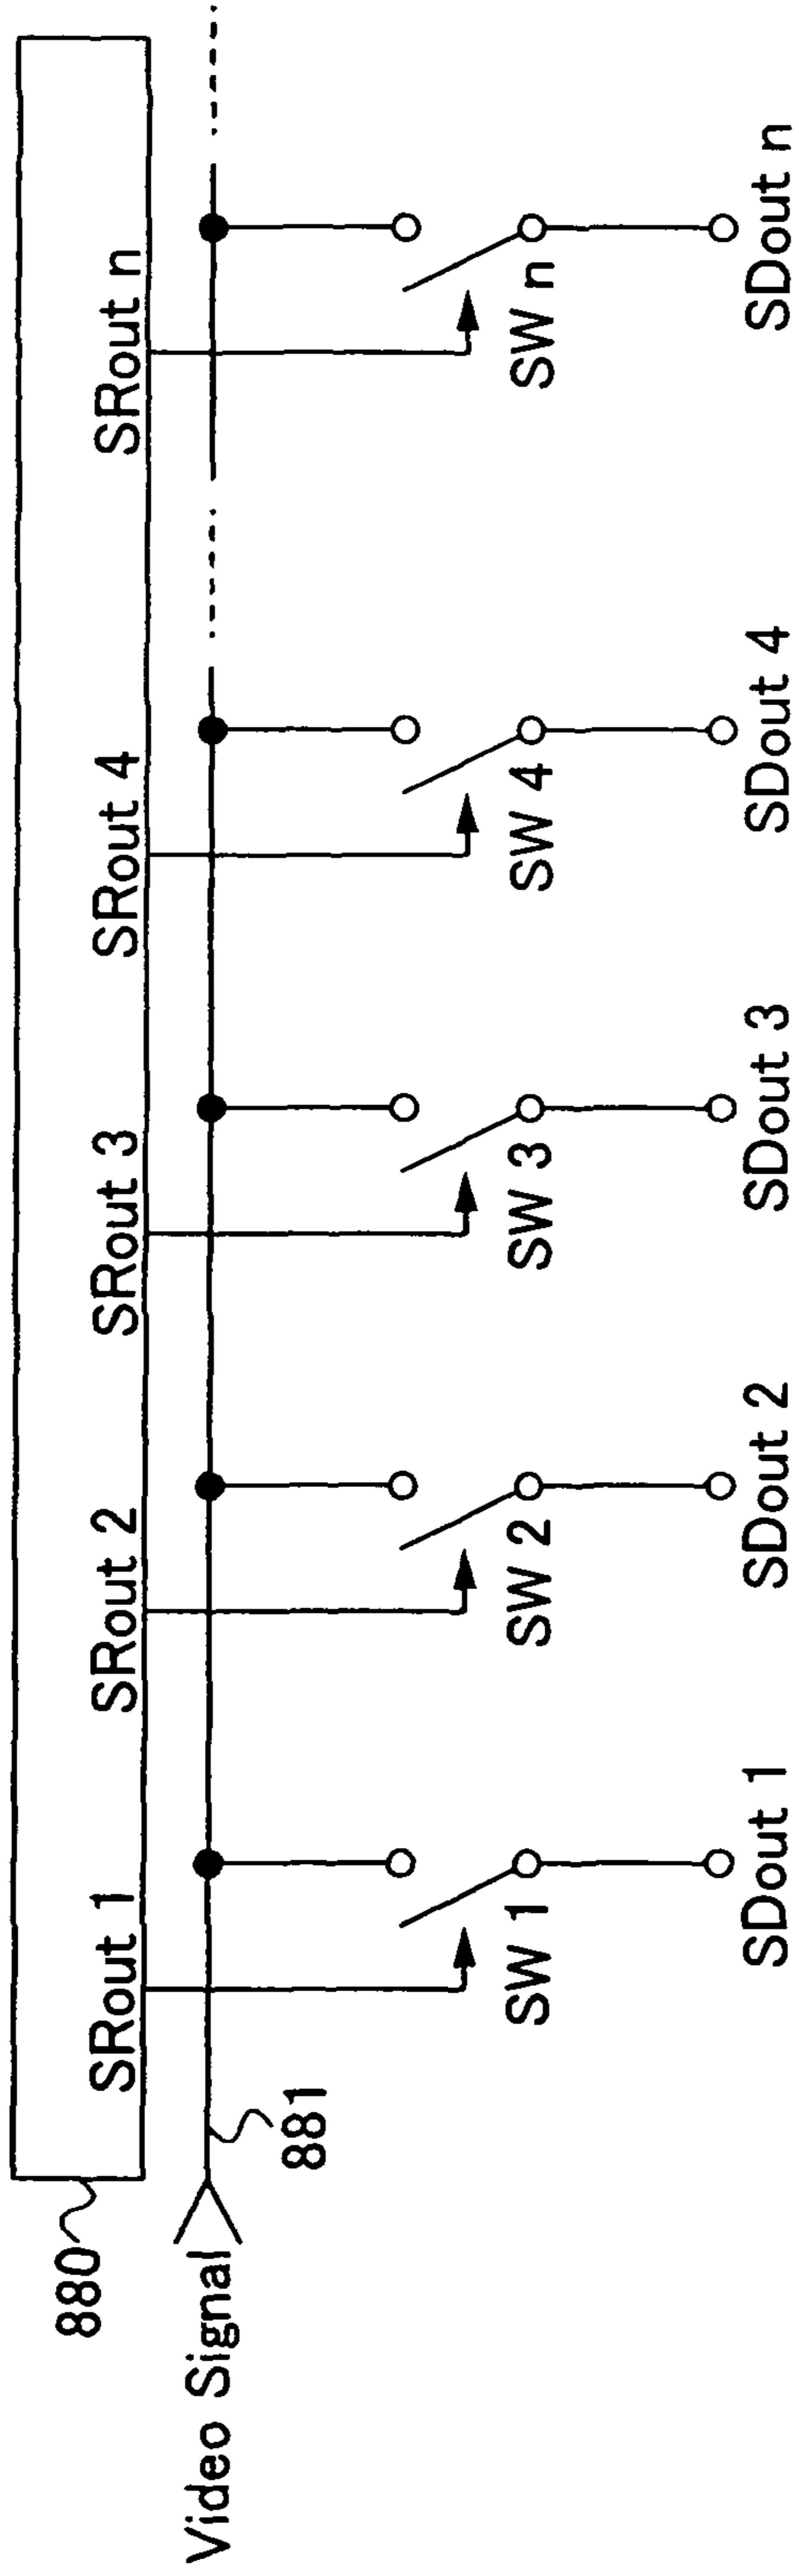 880
SRout 1
SRout 2
SRout 3
SRout 4
SRout n
Video Signal
881
SW 1
SW 2
SW 3
SW 4
SW n
SDout 1
SDout 2
SDout 3
SDout 4
SDout n